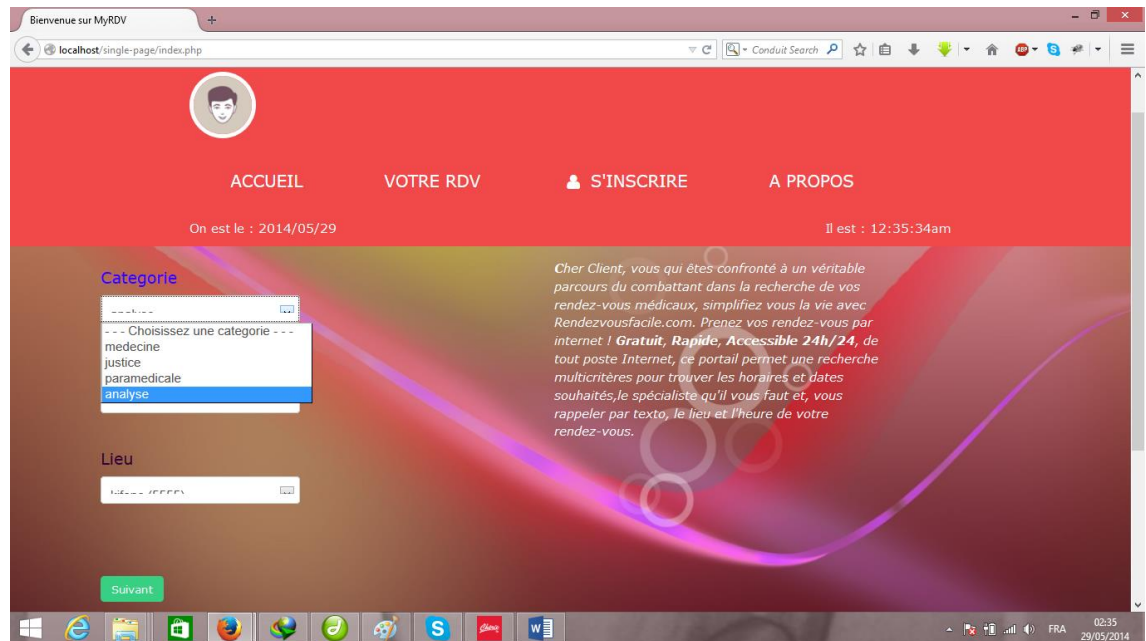 Bienvenue sur MyRDV
localhost/single-page/index.php
Conduit Search
ACCUEIL
VOTRE RDV
S'INSCRIRE
A PROPOS
On est le : 2014/05/29
Il est : 12:35:34am
Categorie
- - - Choisissez une categorie - - -
medecine
justice
paramedicale
analyse
Lieu
Suivant
Cher Client, vous qui êtes confronté à un véritable
parcours du combattant dans la recherche de vos
rendez-vous médicaux, simplifiez vous la vie avec
Rendezvousfacile.com. Prenez vos rendez-vous par
internet ! Gratuit, Rapide, Accessible 24h/24, de
tout poste Internet, ce portail permet une recherche
multicritères pour trouver les horaires et dates
souhaités,le spécialiste qu'il vous faut et, vous
rappeler par texto, le lieu et l'heure de votre
rendez-vous.
FRA
02:35
29/05/2014